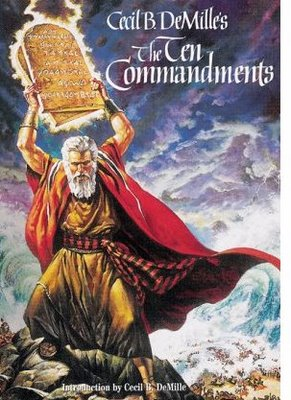 Cecil B. DeMille's
The Ten
Commandments
Introduction by Cecil B. DeMille